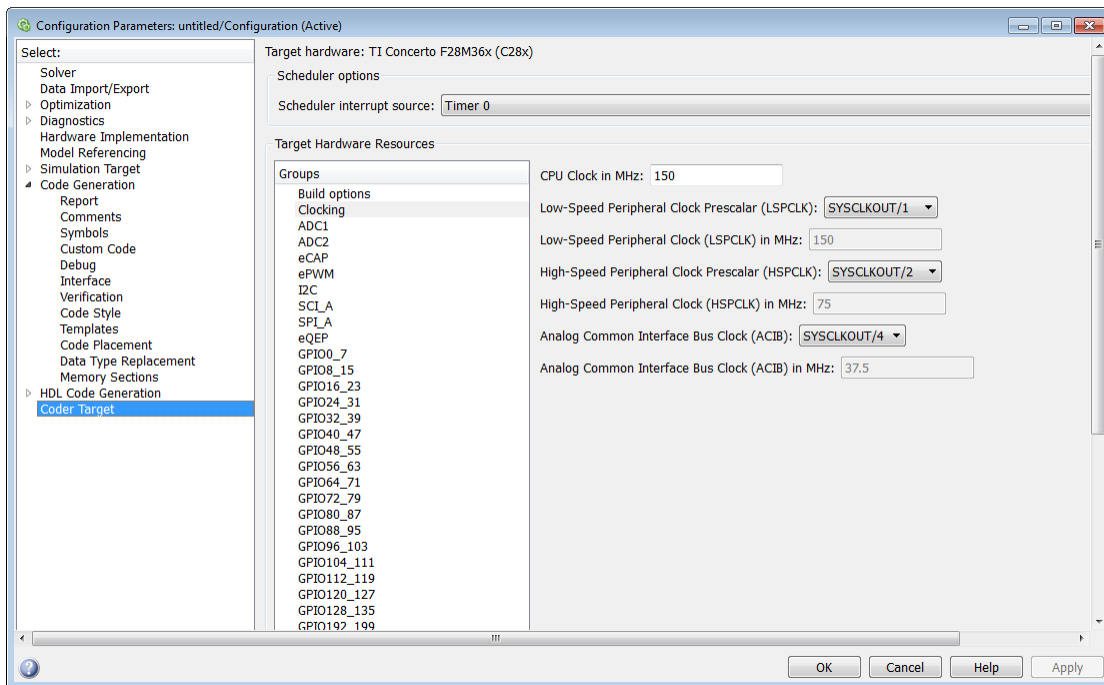 Configuration Parameters: untitled/Configuration (Active)
Select:
Solver
Data Import/Export
Optimization
Diagnostics
Hardware Implementation
Model Referencing
Simulation Target
Code Generation
Report
Comments
Symbols
Custom Code
Debug
Interface
Verification
Code Style
Templates
Code Placement
Data Type Replacement
Memory Sections
HDL Code Generation
Coder Target
Target hardware: TI Concerto F28M36x (C28x)
Scheduler options
Scheduler interrupt source: Timer 0
Target Hardware Resources
Groups
Build options
Clocking
ADC1
ADC2
eCAP
ePWM
I2C
SCI_A
SPI_A
eQEP
GPIO0_7
GPIO8_15
GPIO16_23
GPIO24_31
GPIO32_39
GPIO40_47
GPIO48_55
GPIO56_63
GPIO64_71
GPIO72_79
GPIO80_87
GPIO88_95
GPIO96_103
GPIO104_111
GPIO112_119
GPIO120_127
GPIO128_135
GPIO192_199
CPU Clock in MHz: 150
Low-Speed Peripheral Clock Prescalar (LSPCLK): SYSCLKOUT/1
Low-Speed Peripheral Clock (LSPCLK) in MHz: 150
High-Speed Peripheral Clock Prescalar (HSPCLK): SYSCLKOUT/2
High-Speed Peripheral Clock (HSPCLK) in MHz: 75
Analog Common Interface Bus Clock (ACIB): SYSCLKOUT/4
Analog Common Interface Bus Clock (ACIB) in MHz: 37.5
OK
Cancel
Help
Apply